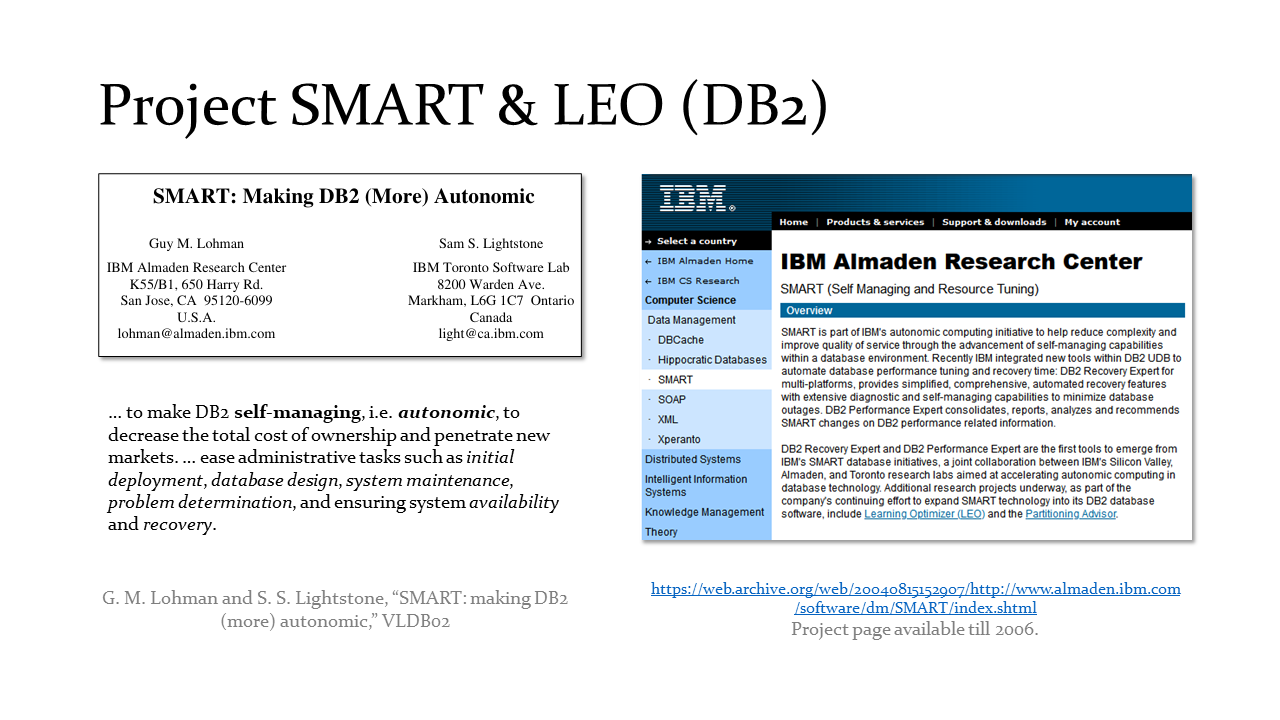 Project SMART & LEO (DB2)
SMART: Making DB2 (More) Autonomic
Guy M. Lohman
IBM Almaden Research Center
K55/B1, 650 Harry Rd.
San Jose, CA 95120-6099
U.S.A.
lohman@almaden.ibm.com
Sam S. Lightstone
IBM Toronto Software Lab
8200 Warden Ave.
Markham, L6G 1C7 Ontario
Canada
light@ca.ibm.com
... to make DB2 self-managing, i.e. autonomic, to
decrease the total cost of ownership and penetrate new
markets. ... ease administrative tasks such as initial
deployment, database design, system maintenance,
problem determination, and ensuring system availability
and recovery.
G. M. Lohman and S. S. Lightstone, “SMART: making DB2
(more) autonomic,” VLDB02
IBM®
Home | Products & services | Support & downloads | My account
→ Select a country
← IBM Almaden Home
← IBM CS Research
Computer Science
Data Management
· DBCache
· Hippocratic Databases
· SMART
· SOAP
· XML
· Xperanto
Distributed Systems
Intelligent Information
Systems
Knowledge Management
Theory
IBM Almaden Research Center
SMART (Self Managing and Resource Tuning)
Overview
SMART is part of IBM's autonomic computing initiative to help reduce complexity and
improve quality of service through the advancement of self-managing capabilities
within a database environment. Recently IBM integrated new tools within DB2 UDB to
automate database performance tuning and recovery time: DB2 Recovery Expert for
multi-platforms, provides simplified, comprehensive, automated recovery features
with extensive diagnostic and self-managing capabilities to minimize database
outages. DB2 Performance Expert consolidates, reports, analyzes and recommends
SMART changes on DB2 performance related information.
DB2 Recovery Expert and DB2 Performance Expert are the first tools to emerge from
IBM's SMART database initiatives, a joint collaboration between IBM's Silicon Valley,
Almaden, and Toronto research labs aimed at accelerating autonomic computing in
database technology. Additional research projects underway, as part of the
company's continuing effort to expand SMART technology into its DB2 database
software, include Learning Optimizer (LEO) and the Partitioning Advisor.
https://web.archive.org/web/20040815152907/http://www.almaden.ibm.com
/software/dm/SMART/index.shtml
Project page available till 2006.